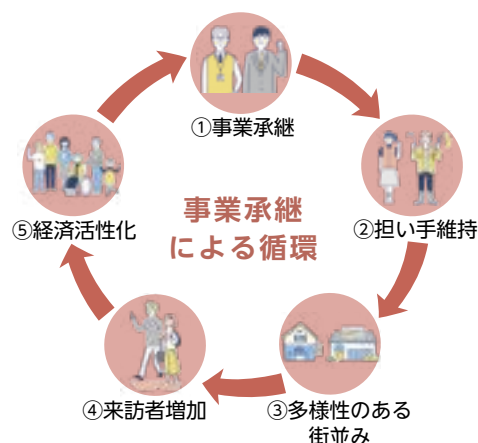 ①事業承継
②担い手維持
③多様性のある
街並み
④来訪者増加
⑤経済活性化
事業承継
による循環